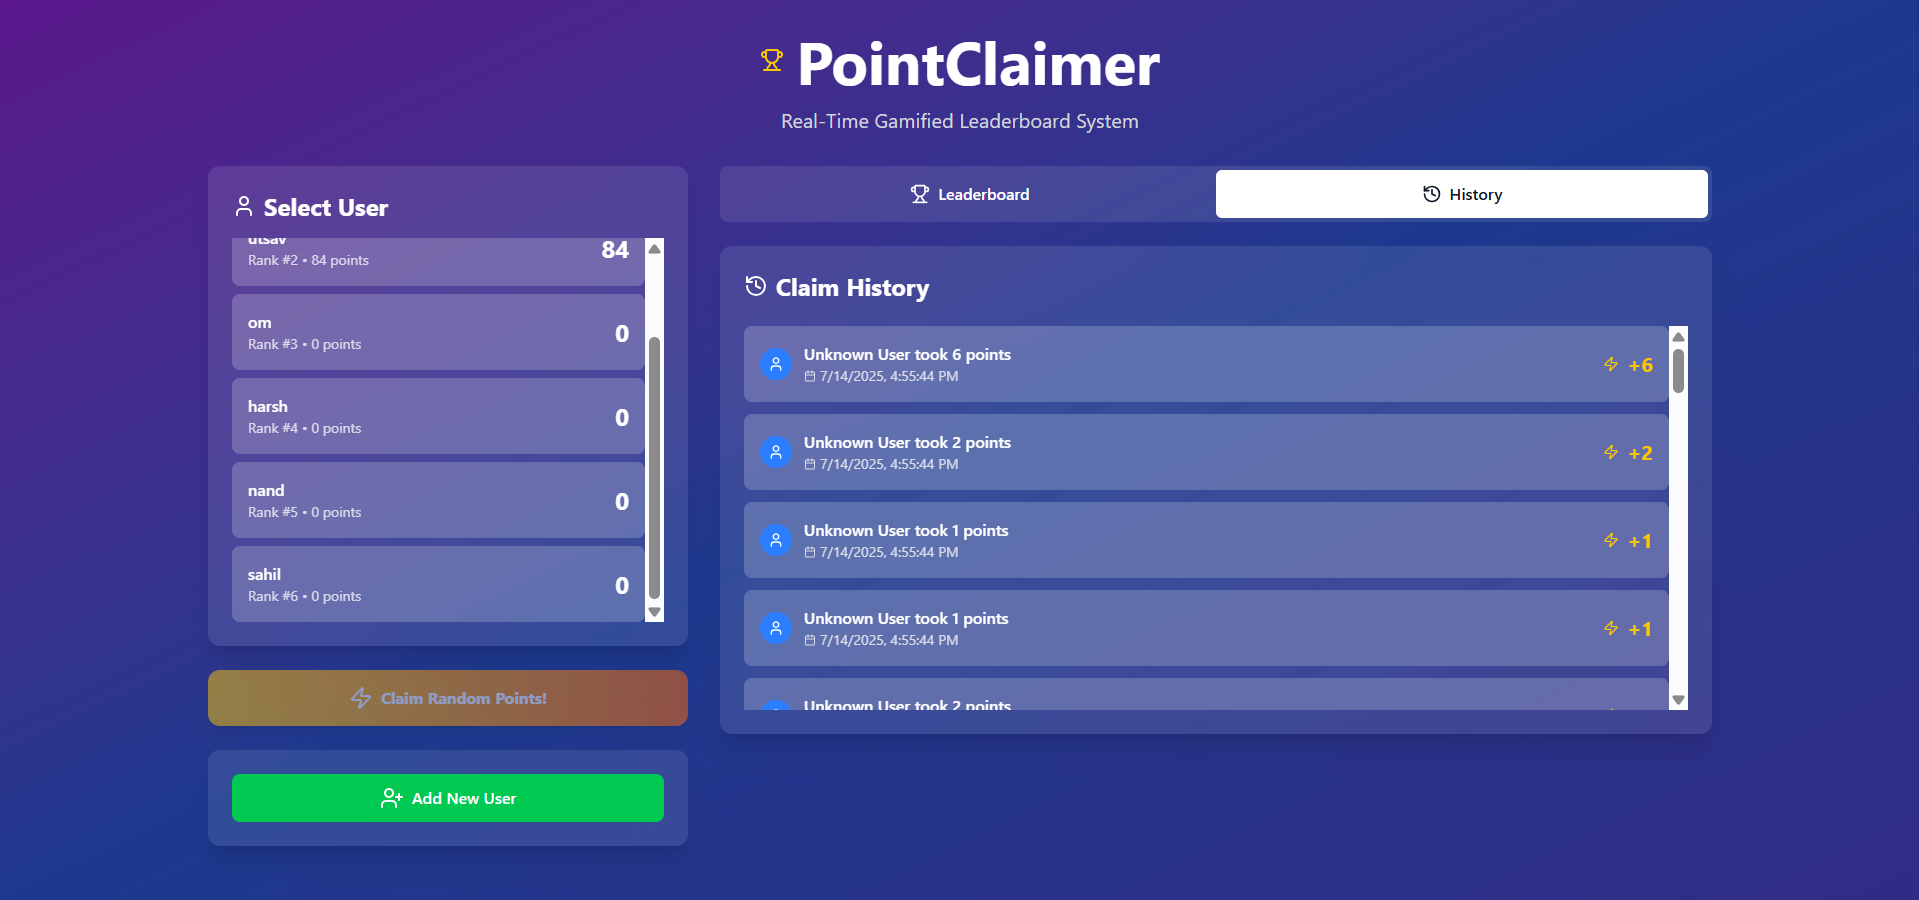 PointClaimer
Real-Time Gamified Leaderboard System
Select User
utsav
Rank #2 • 84 points
84
om
Rank #3 • 0 points
0
harsh
Rank #4 • 0 points
0
nand
Rank #5 • 0 points
0
sahil
Rank #6 • 0 points
0
Claim Random Points!
Add New User
Leaderboard
History
Claim History
Unknown User took 6 points
7/14/2025, 4:55:44 PM
+6
Unknown User took 2 points
7/14/2025, 4:55:44 PM
+2
Unknown User took 1 points
7/14/2025, 4:55:44 PM
+1
Unknown User took 1 points
7/14/2025, 4:55:44 PM
+1
Unknown User took 2 points